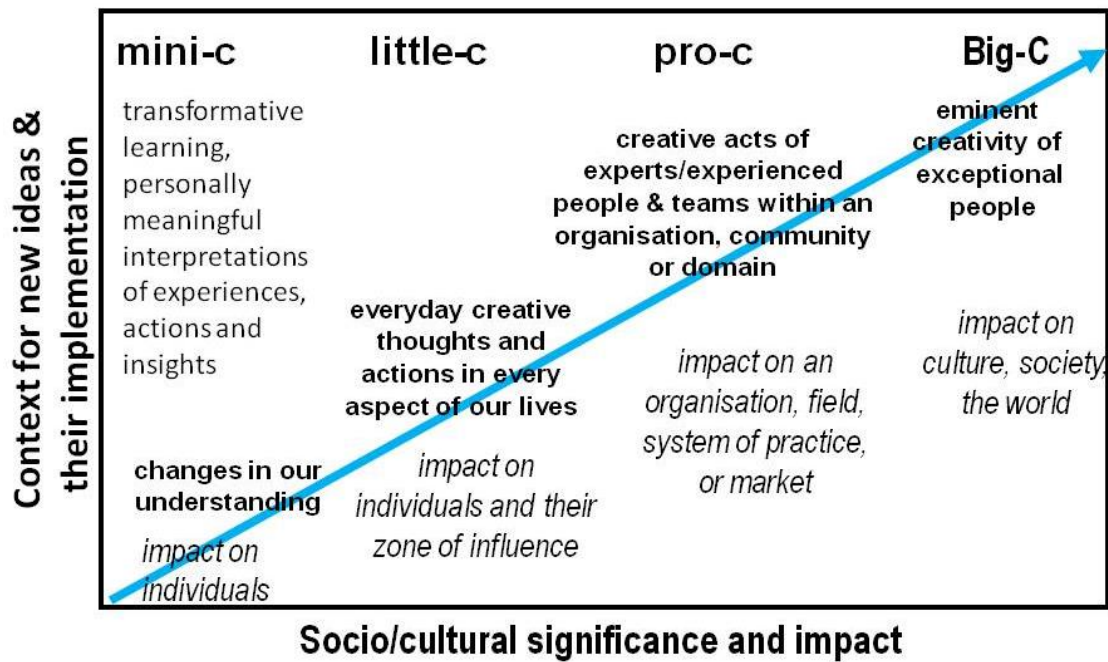 Context for new ideas &
their implementation
mini-c
transformative
learning,
personally
meaningful
interpretations
of experiences,
actions and
insights
changes in our
understanding
impact on
individuals
little-c
everyday creative
thoughts and
actions in every
aspect of our lives
impact on
individuals and their
zone of influence
pro-c
creative acts of
experts/experienced
people & teams within an
organisation, community
or domain
impact on an
organisation, field,
system of practice,
or market
Big-C
eminent
creativity of
exceptional
people
impact on
culture, society,
the world
Socio/cultural significance and impact